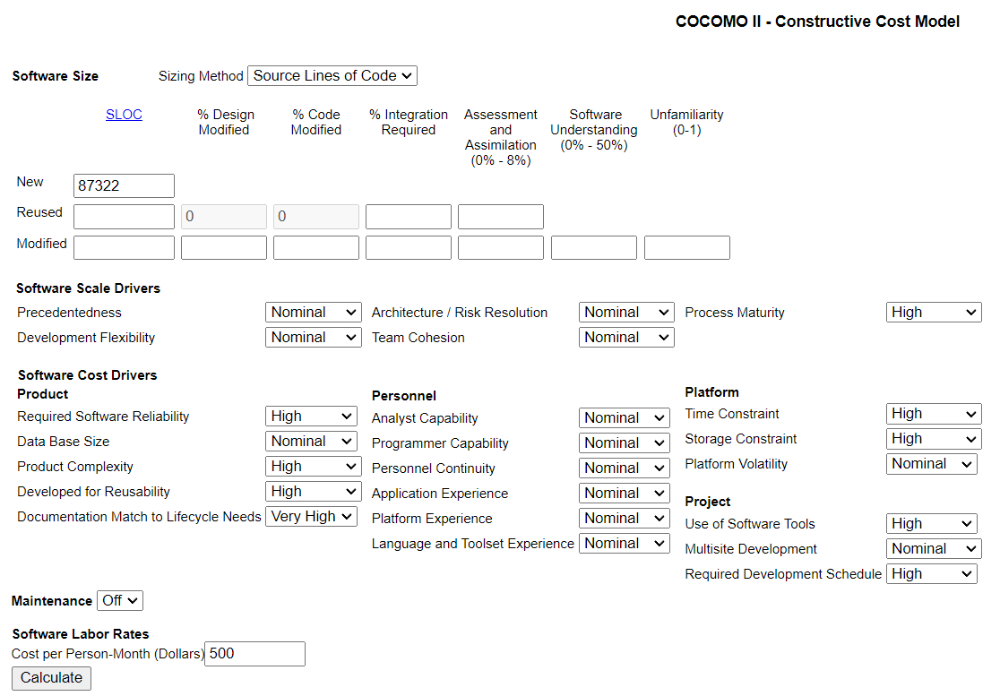 COCOMO II - Constructive Cost Model
Software Size Sizing Method Source Lines of Code
SLOC % Design Modified % Code Modified % Integration Required Assessment and Assimilation (0% - 8%) Software Understanding (0% - 50%) Unfamiliarity (0-1)
New 87322
Reused 0 0
Modified
Software Scale Drivers
Precedentedness Nominal Architecture / Risk Resolution Nominal Process Maturity High
Development Flexibility Nominal Team Cohesion Nominal
Software Cost Drivers
Product
Required Software Reliability High
Data Base Size Nominal
Product Complexity High
Developed for Reusability High
Documentation Match to Lifecycle Needs Very High
Personnel
Analyst Capability Nominal
Programmer Capability Nominal
Personnel Continuity Nominal
Application Experience Nominal
Platform Experience Nominal
Language and Toolset Experience Nominal
Platform
Time Constraint High
Storage Constraint High
Platform Volatility Nominal
Project
Use of Software Tools High
Multisite Development Nominal
Required Development Schedule High
Maintenance Off
Software Labor Rates
Cost per Person-Month (Dollars) 500
Calculate